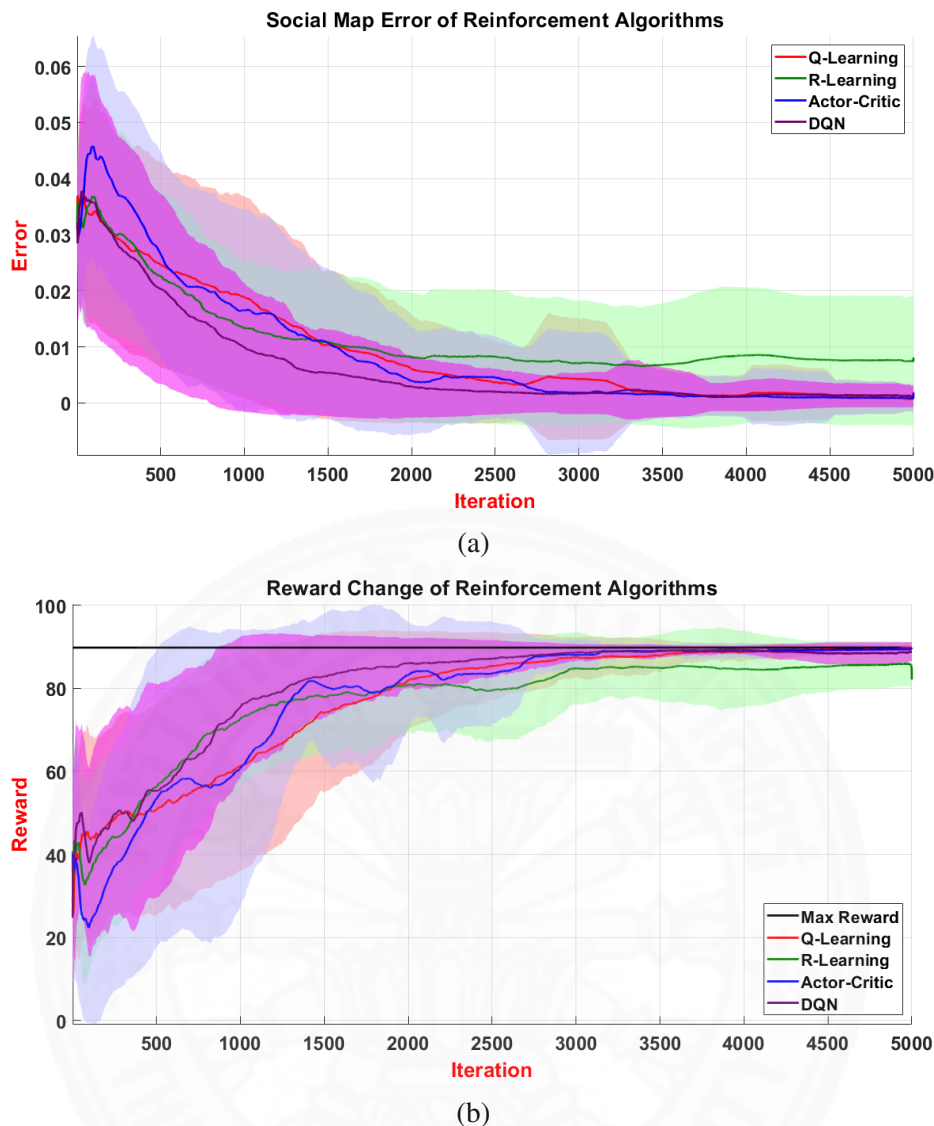 Social Map Error of Reinforcement Algorithms
Q-Learning
R-Learning
Actor-Critic
DQN
0.06
0.05
0.04
0.03
0.02
0.01
0
Error
500 1000 1500 2000 2500 3000 3500 4000 4500 5000
Iteration
(a)
Reward Change of Reinforcement Algorithms
100
80
60
40
20
0
Reward
Max Reward
Q-Learning
R-Learning
Actor-Critic
DQN
500 1000 1500 2000 2500 3000 3500 4000 4500 5000
Iteration
(b)